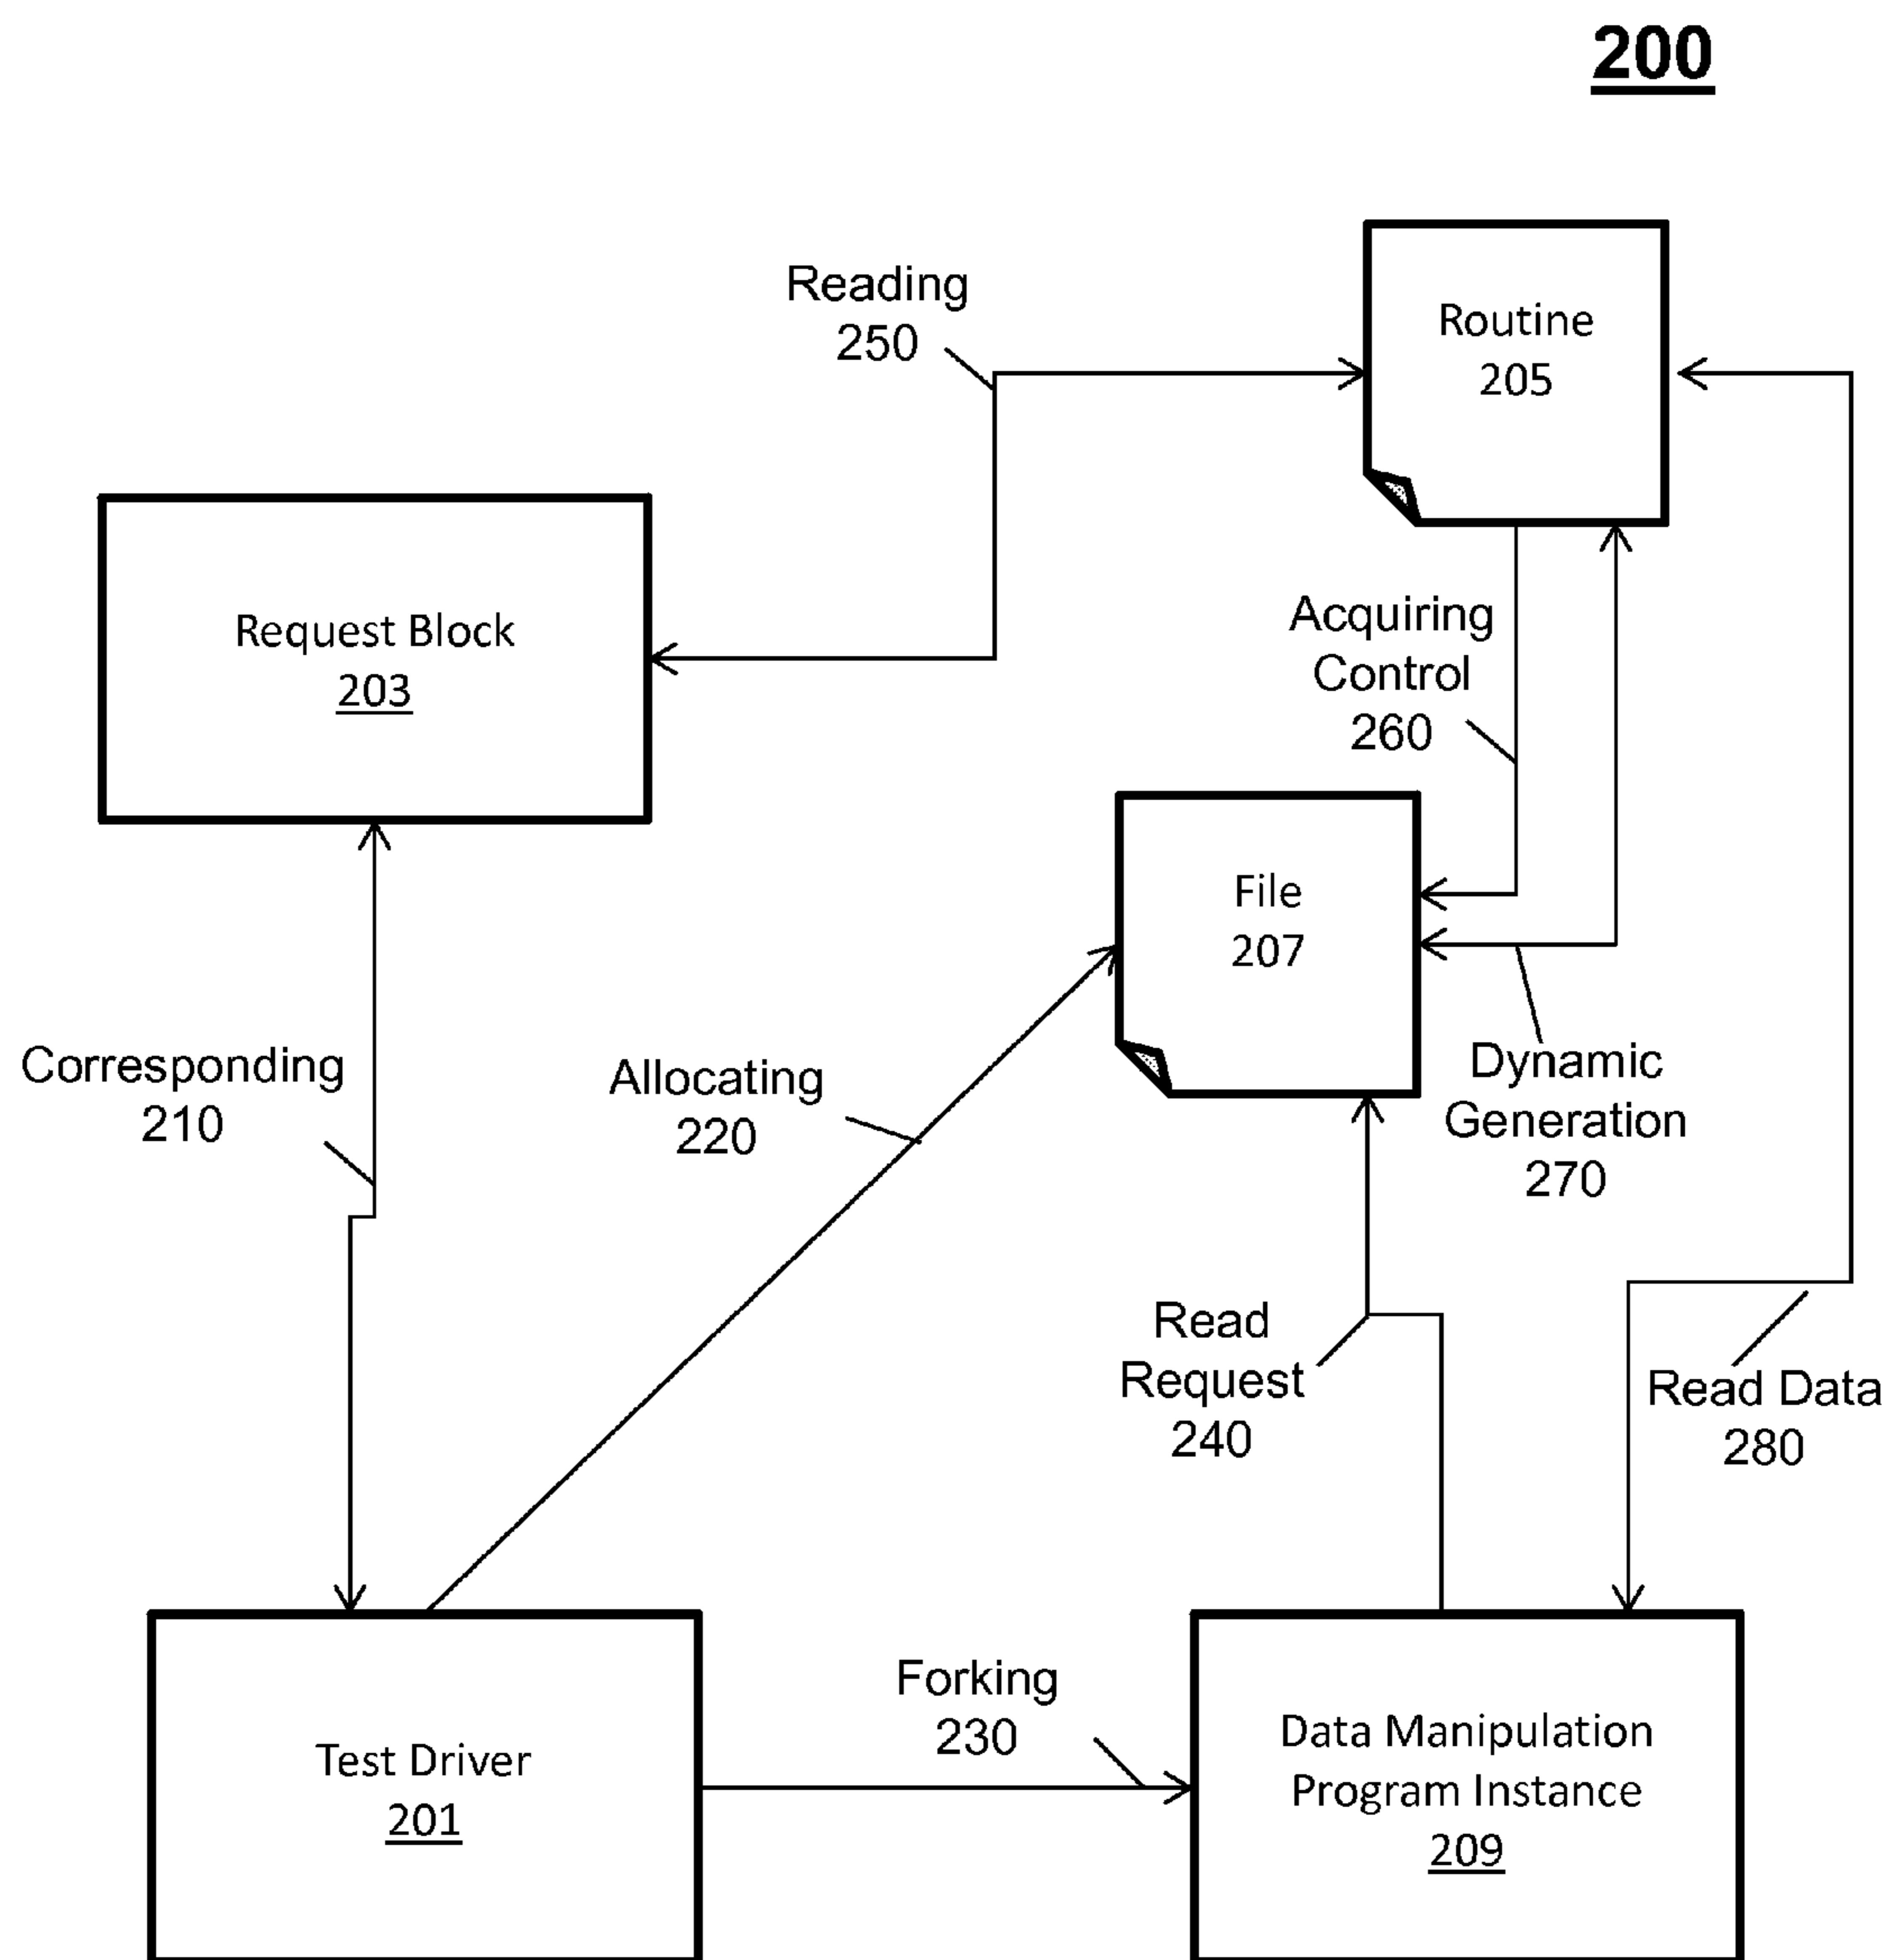 200
Reading
250
Routine
205
Request Block
203
Acquiring
Control
260
File
207
Corresponding
210
Allocating
220
Dynamic
Generation
270
Read
Request
240
Read Data
280
Forking
230
Test Driver
201
Data Manipulation
Program Instance
209